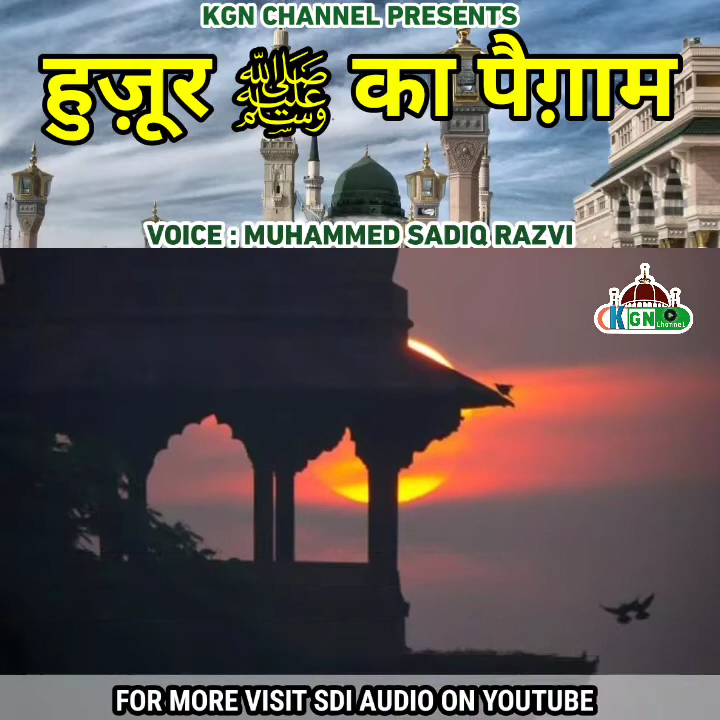 KGN CHANNEL PRESENTS
हुज़ूर ﷺ का पैग़ाम
VOICE : MUHAMMED SADIQ RAZVI
KGN Channel
FOR MORE VISIT SDI AUDIO ON YOUTUBE